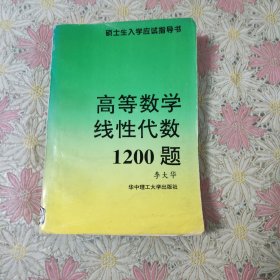 硕士生入学应试指导书
高等数学
线性代数
1200题
李大华
华中理工大学出版社